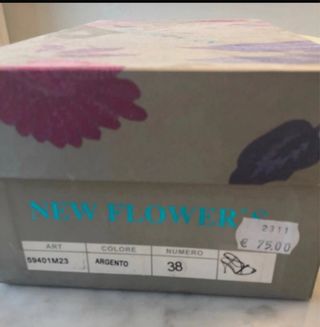 NEW FLOWER'S
2311
€ 75.00
ART COLORE NUMERO
59401M23 ARGENTO 38